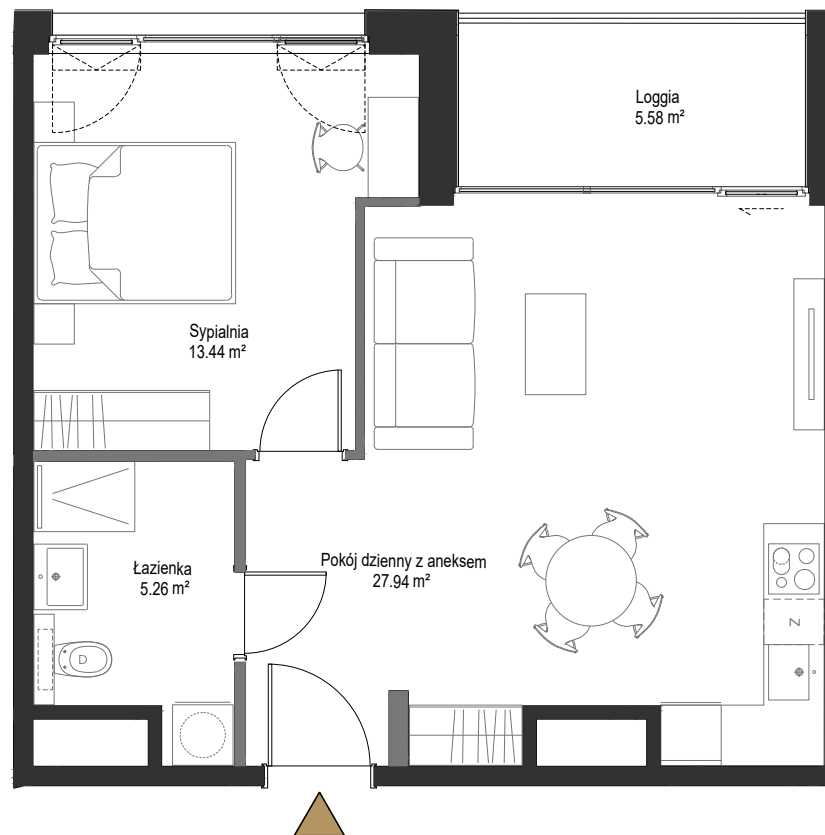 Loggia
5.58 m²
Sypialnia
13.44 m²
Łazienka
5.26 m²
Pokój dzienny z aneksem
27.94 m²
Z
D